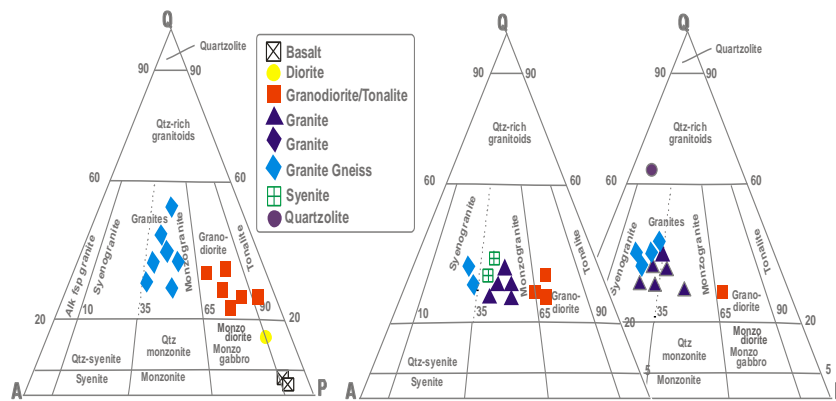 Q
Quartzolite
90
90
Qtz-rich
granitoids
60
60
Alk fsp granite
Syenogranite
Granites
Monzogranite
Grano-
diorite
Tonalite
10
35
65
90
20
20
Qtz-syenite
Qtz
monzonite
Monzo
diorite
Monzo
gabbro
Syenite
Monzonite
A
P
Basalt
Diorite
Granodiorite/Tonalite
Granite
Granite
Granite Gneiss
Syenite
Quartzolite
Q
90
90
Qtz-rich
granitoids
60
60
Syenogranite
Monzogranite
Tonalite
Grano-
diorite
10
35
65
90
20
Qtz-syenite
Syenite
5
A
Q
Quartzolite
90
90
Qtz-rich
granitoids
60
Syenogranite
Granites
Monzogranite
Tonalite
35
65
Grano-
diorite
90
20
Qtz
monzonite
Monzo
diorite
Monzo
gabbro
Monzonite
5